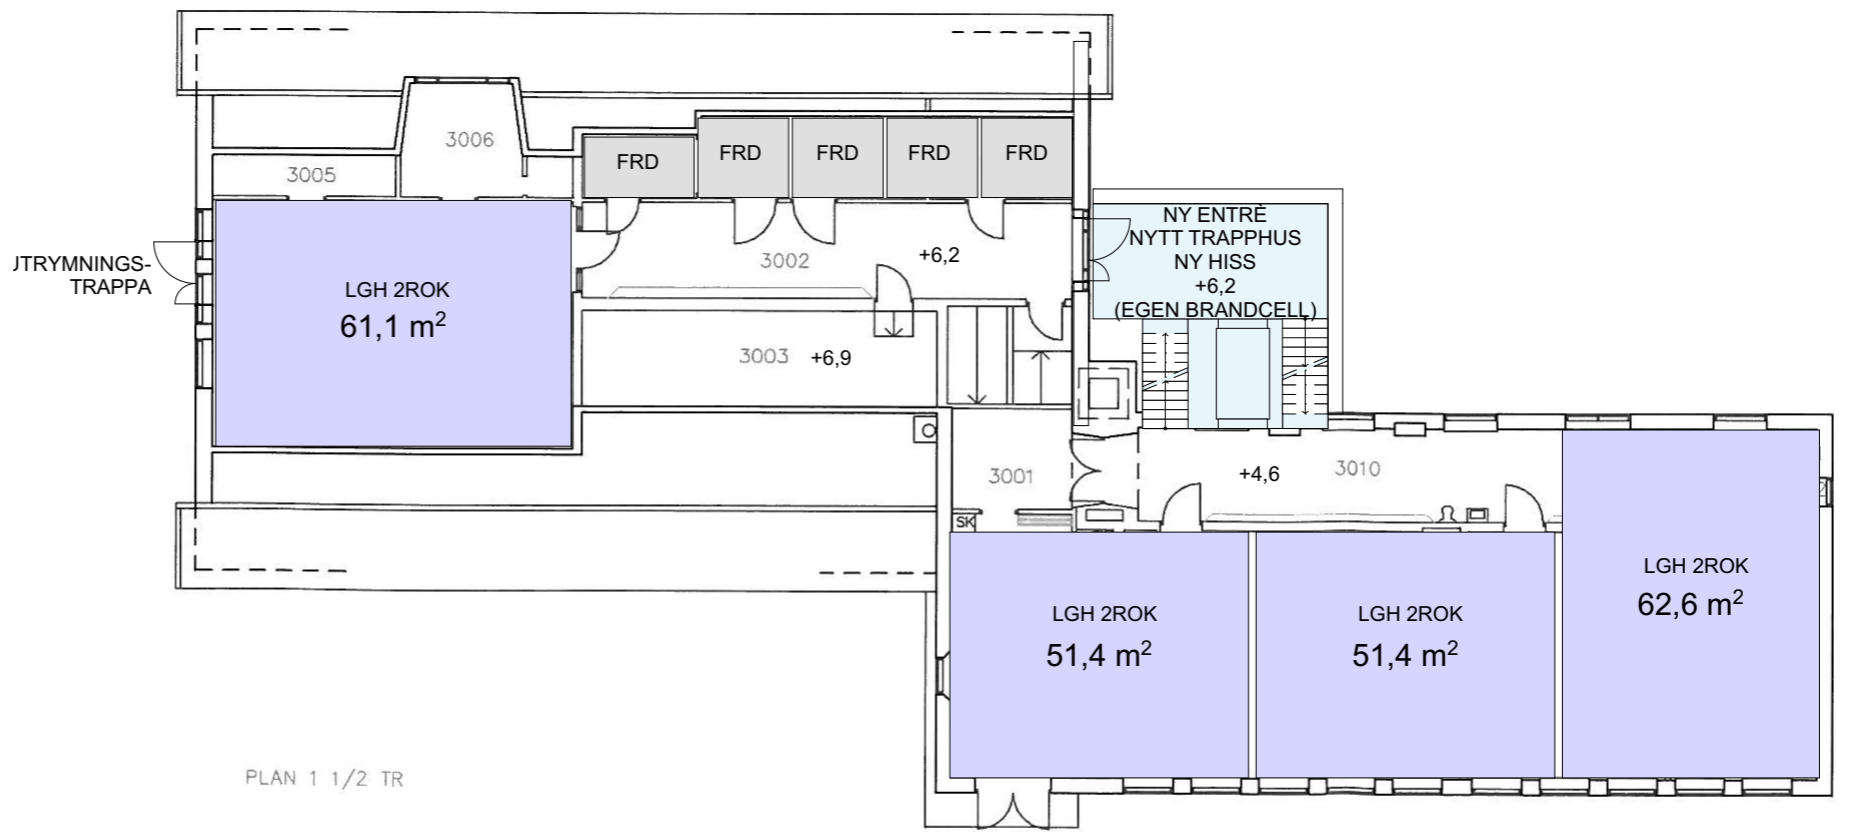 3006
3005
FRD
FRD
FRD
FRD
FRD
NY ENTRÈ
NYTT TRAPPHUS
NY HISS
+6,2
(EGEN BRANDCELL)
3002
+6,2
JTRYMNINGS-
TRAPPA
LGH 2ROK
61,1 m²
3003
+6,9
3001
+4,6
3010
SK
LGH 2ROK
51,4 m²
LGH 2ROK
51,4 m²
LGH 2ROK
62,6 m²
PLAN 1 1/2 TR